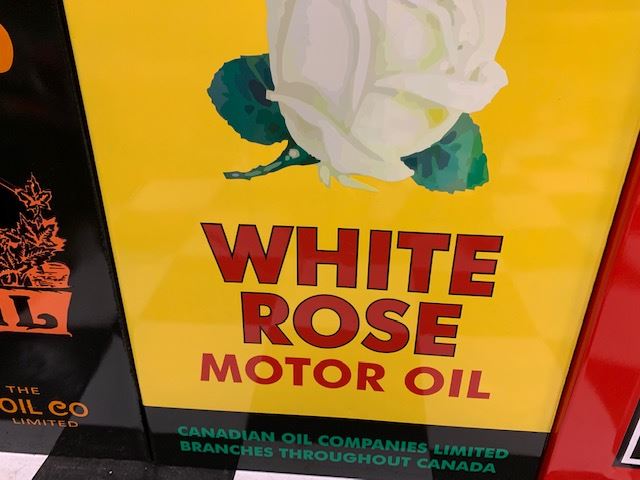 WHITE
ROSE
MOTOR OIL
CANADIAN OIL COMPANIES LIMITED
BRANCHES THROUGHOUT CANADA
THE
OIL CO
LIMITED